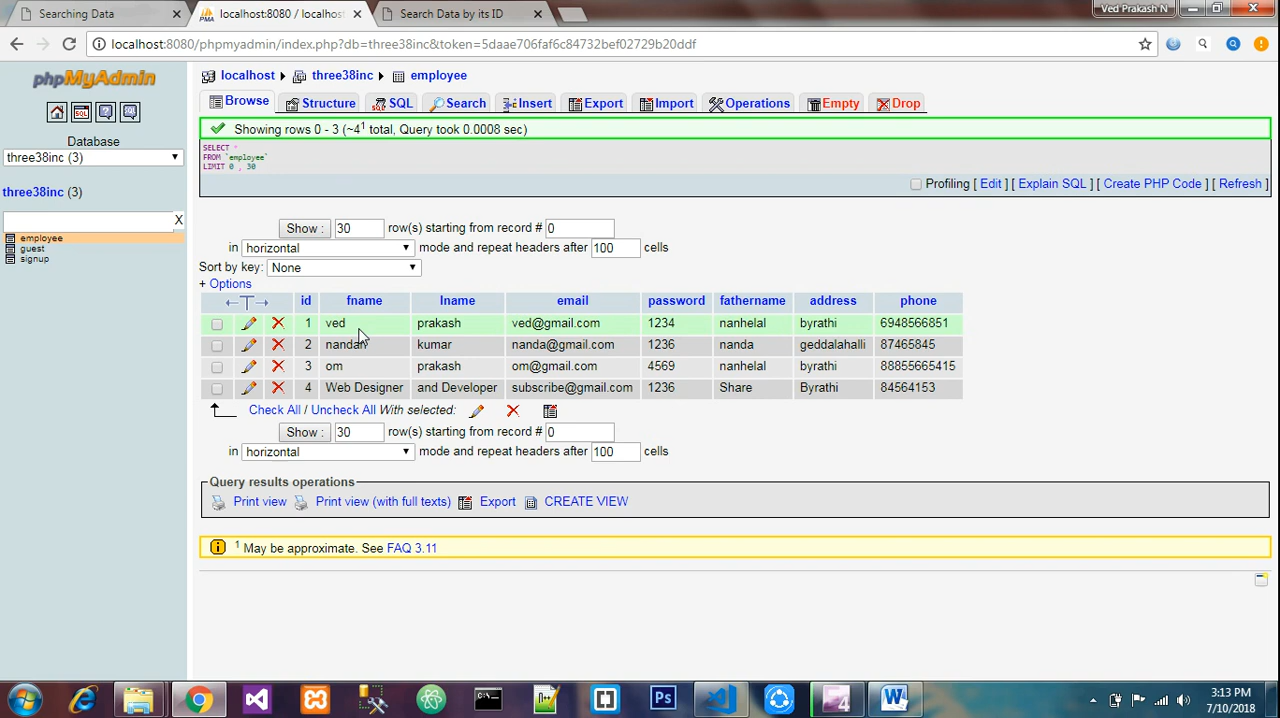 Searching Data
localhost:8080 / localhost
Search Data by its ID
Ved Prakash N
localhost:8080/phpmyadmin/index.php?db=three38inc&token=5daae706faf6c84732bef02729b20ddf
phpMyAdmin
localhost
three38inc
employee
Browse
Structure
SQL
Search
Insert
Export
Import
Operations
Empty
Drop
Database
three38inc (3)
three38inc (3)
X
employee
guest
signup
Showing rows 0 - 3 (~4¹ total, Query took 0.0008 sec)
SELECT *
FROM `employee`
LIMIT 0 , 30
Profiling [ Edit ] [ Explain SQL ] [ Create PHP Code ] [ Refresh ]
Show : 30 row(s) starting from record # 0
in horizontal mode and repeat headers after 100 cells
Sort by key: None
+ Options
←T→ id fname lname email password fathername address phone
1 ved prakash ved@gmail.com 1234 nanhelal byrathi 6948566851
2 nandan kumar nanda@gmail.com 1236 nanda geddalahalli 87465845
3 om prakash om@gmail.com 4569 nanhelal byrathi 88855665415
4 Web Designer and Developer subscribe@gmail.com 1236 Share Byrathi 84564153
Check All / Uncheck All With selected:
Show : 30 row(s) starting from record # 0
in horizontal mode and repeat headers after 100 cells
Query results operations
Print view Print view (with full texts) Export CREATE VIEW
¹ May be approximate. See FAQ 3.11
Ps
4
W
3:13 PM
7/10/2018